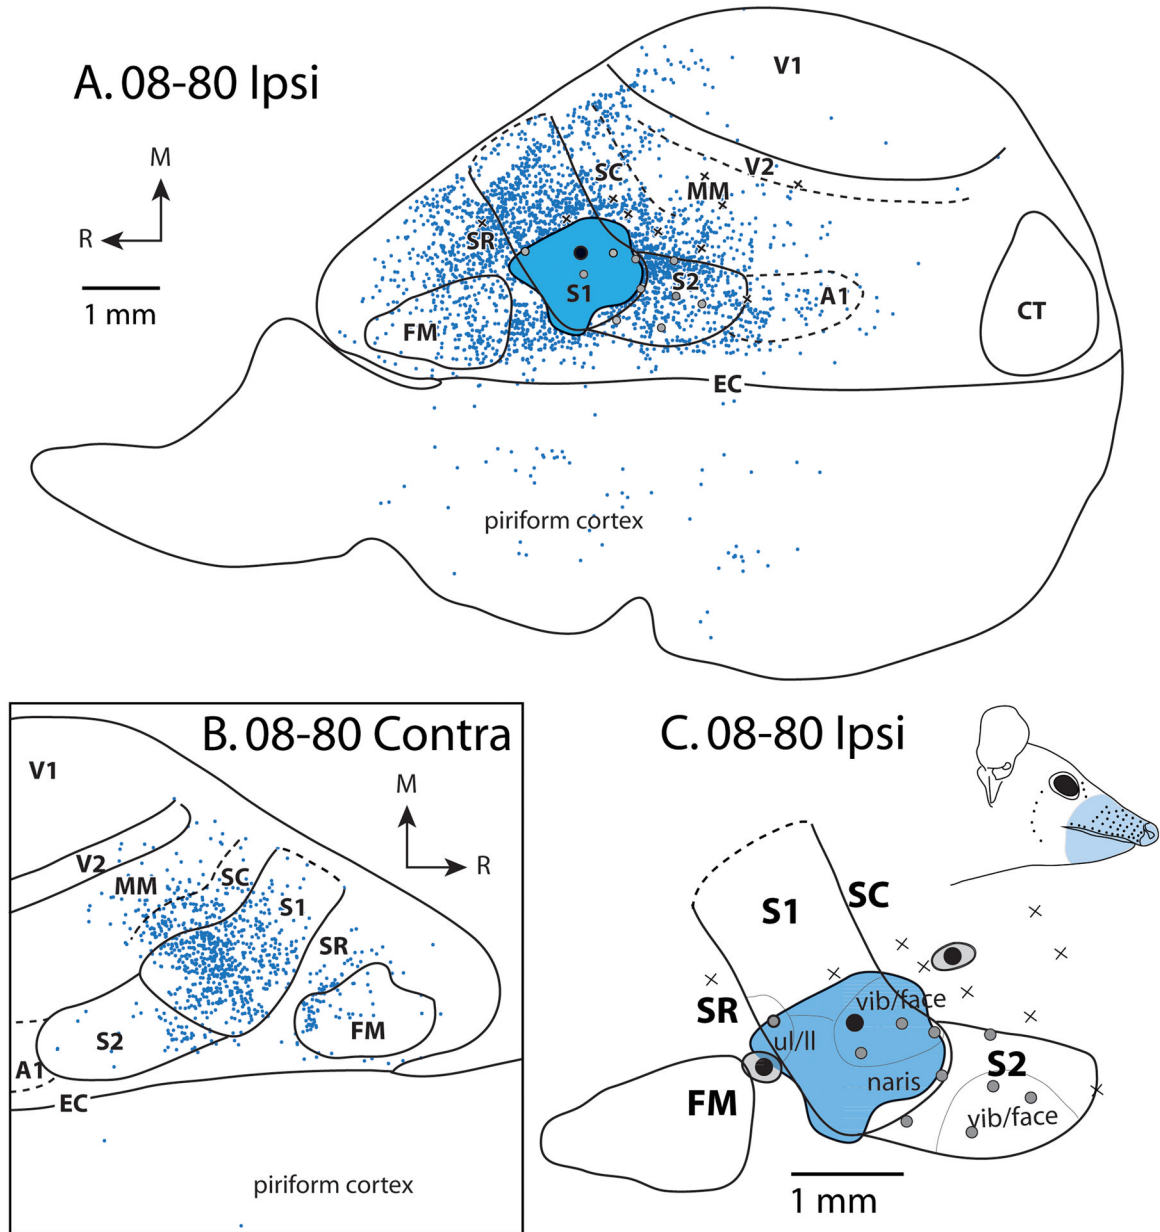 A. 08-80 Ipsi
M
R
1 mm
V1
V2
SC
MM
SR
S1
S2
A1
FM
CT
EC
piriform cortex
B. 08-80 Contra
M
R
V1
V2
MM
SC
S1
SR
S2
FM
A1
EC
piriform cortex
C. 08-80 Ipsi
S1
SC
SR
vib/face
ul/ll
naris
S2
FM
vib/face
1 mm